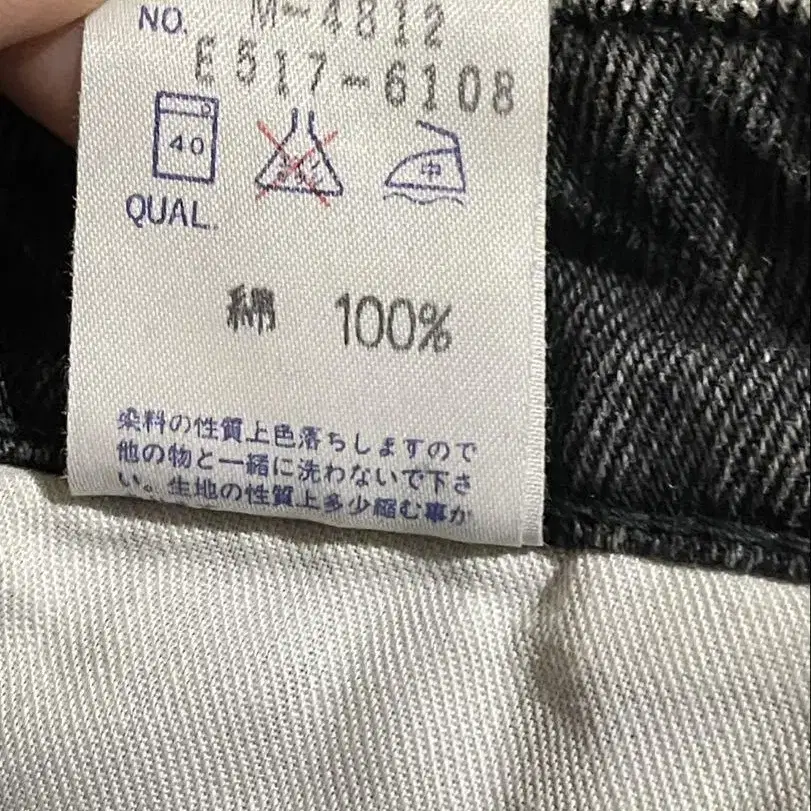 NO. M-4812
E517-6108
40 中
QUAL.
綿 100%
染料の性質上色落ちしますので
他の物と一緒に洗わないで下さ
い。生地の性質上多少縮む事が